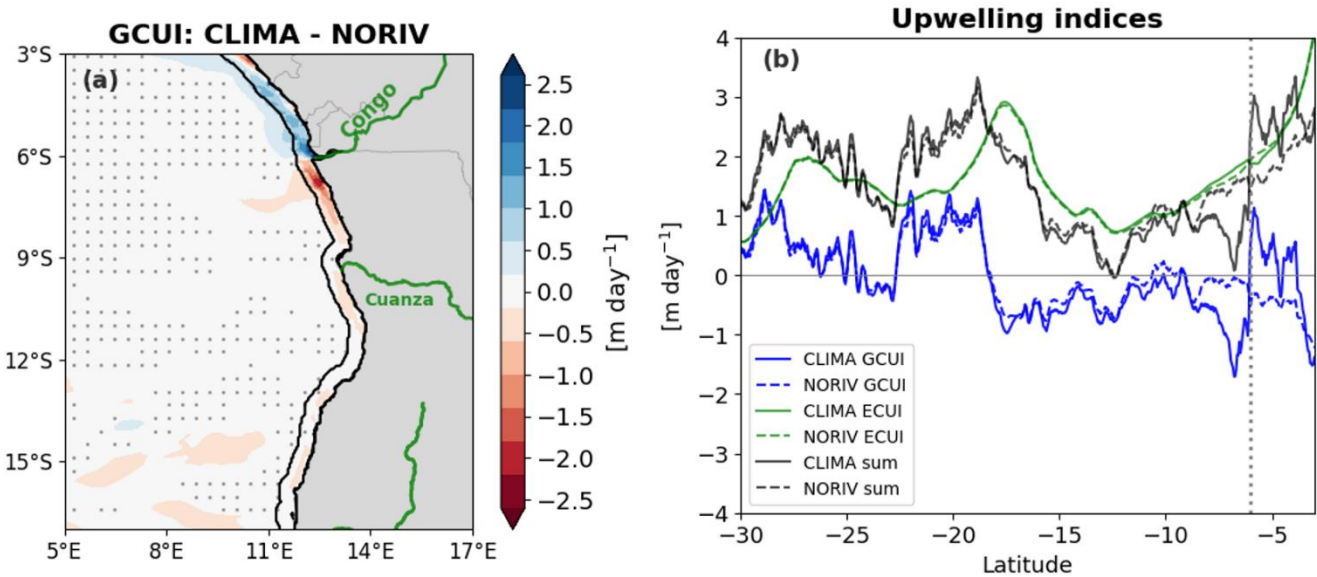 GCUI: CLIMA - NORIV
3°S
6°S
9°S
12°S
15°S
(a)
Congo
Cuanza
5°E
8°E
11°E
14°E
17°E
2.5
2.0
1.5
1.0
0.5
0.0
−0.5
−1.0
−1.5
−2.0
−2.5
[m day−1]
Upwelling indices
(b)
4
3
2
1
0
−1
−2
−3
−4
[m day−1]
CLIMA GCUI
NORIV GCUI
CLIMA ECUI
NORIV ECUI
CLIMA sum
NORIV sum
−30
−25
−20
−15
−10
−5
Latitude